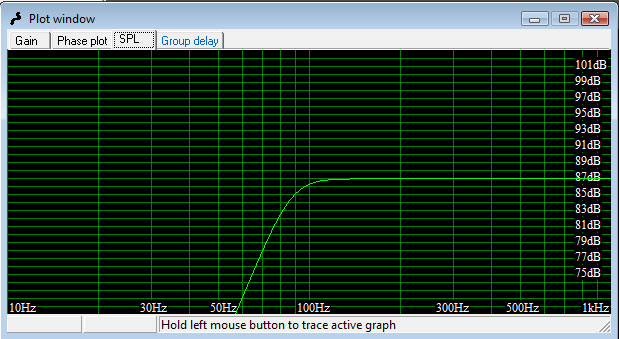 Plot window
Gain Phase plot SPL Group delay
101dB
99dB
97dB
95dB
93dB
91dB
89dB
87dB
85dB
83dB
81dB
79dB
77dB
75dB
10Hz 30Hz 50Hz 100Hz 300Hz 500Hz 1kHz
Hold left mouse button to trace active graph